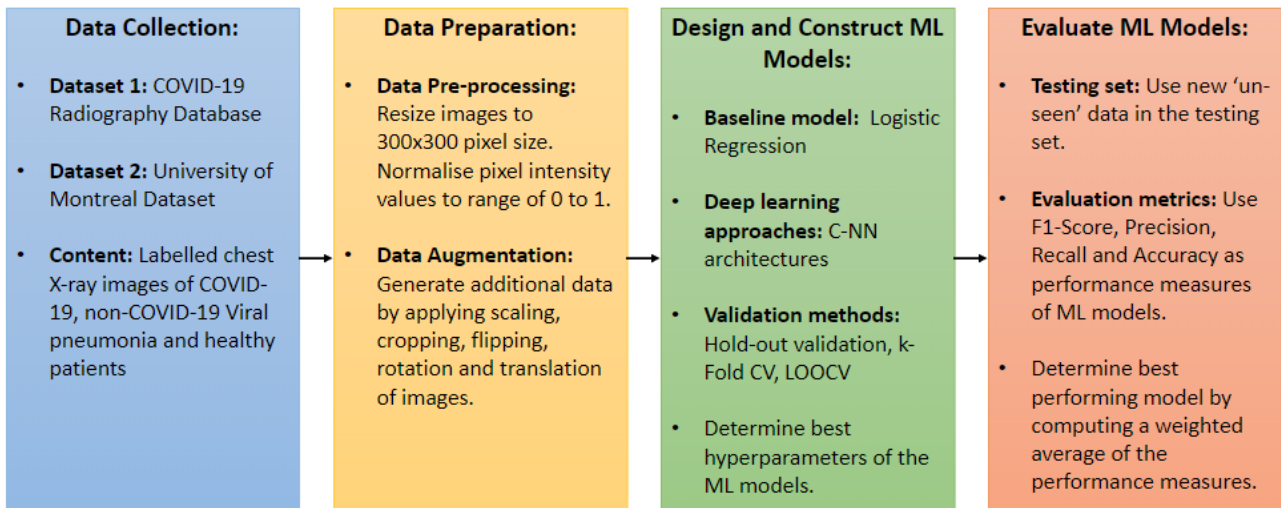 Data Collection:
• Dataset 1: COVID-19
Radiography Database
• Dataset 2: University of
Montreal Dataset
• Content: Labelled chest
X-ray images of COVID-
19, non-COVID-19 Viral
pneumonia and healthy
patients
Data Preparation:
• Data Pre-processing:
Resize images to
300x300 pixel size.
Normalise pixel intensity
values to range of 0 to 1.
• Data Augmentation:
Generate additional data
by applying scaling,
cropping, flipping,
rotation and translation
of images.
Design and Construct ML
Models:
• Baseline model: Logistic
Regression
• Deep learning
approaches: C-NN
architectures
• Validation methods:
Hold-out validation, k-
Fold CV, LOOCV
• Determine best
hyperparameters of the
ML models.
Evaluate ML Models:
• Testing set: Use new ‘un-
seen’ data in the testing
set.
• Evaluation metrics: Use
F1-Score, Precision,
Recall and Accuracy as
performance measures
of ML models.
• Determine best
performing model by
computing a weighted
average of the
performance measures.